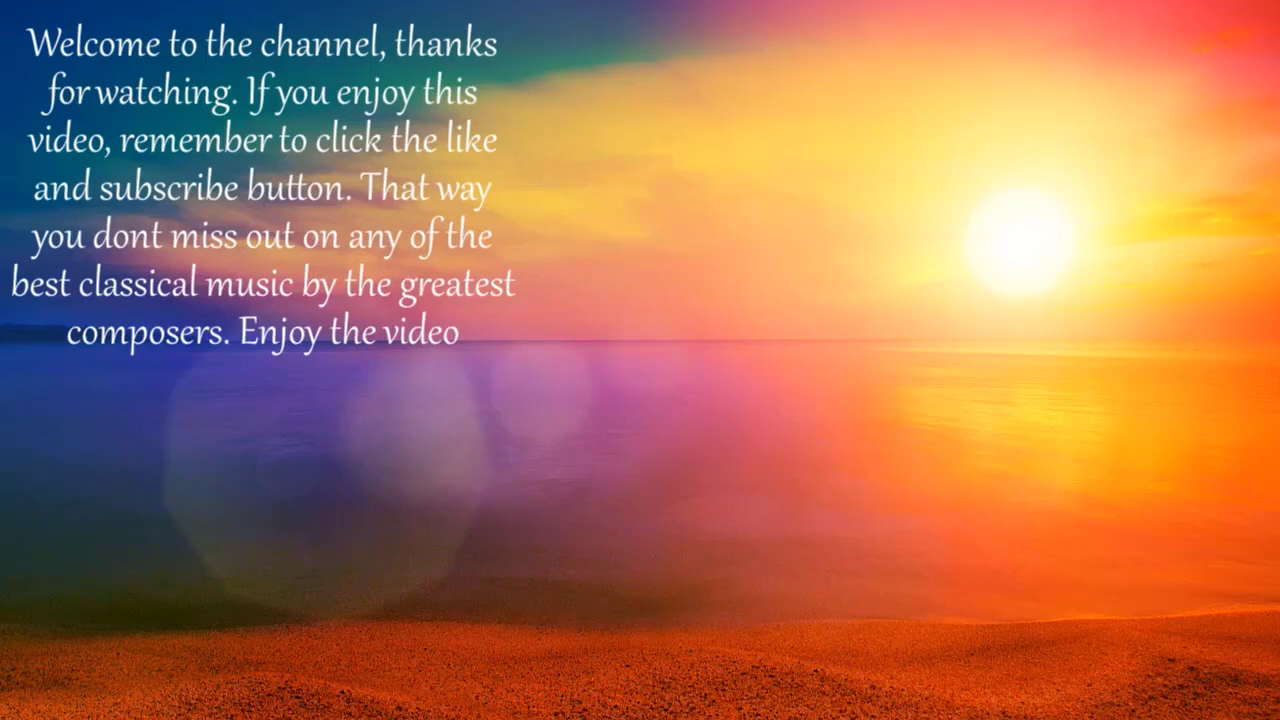 Welcome to the channel, thanks
for watching. If you enjoy this
video, remember to click the like
and subscribe button. That way
you dont miss out on any of the
best classical music by the greatest
composers. Enjoy the video